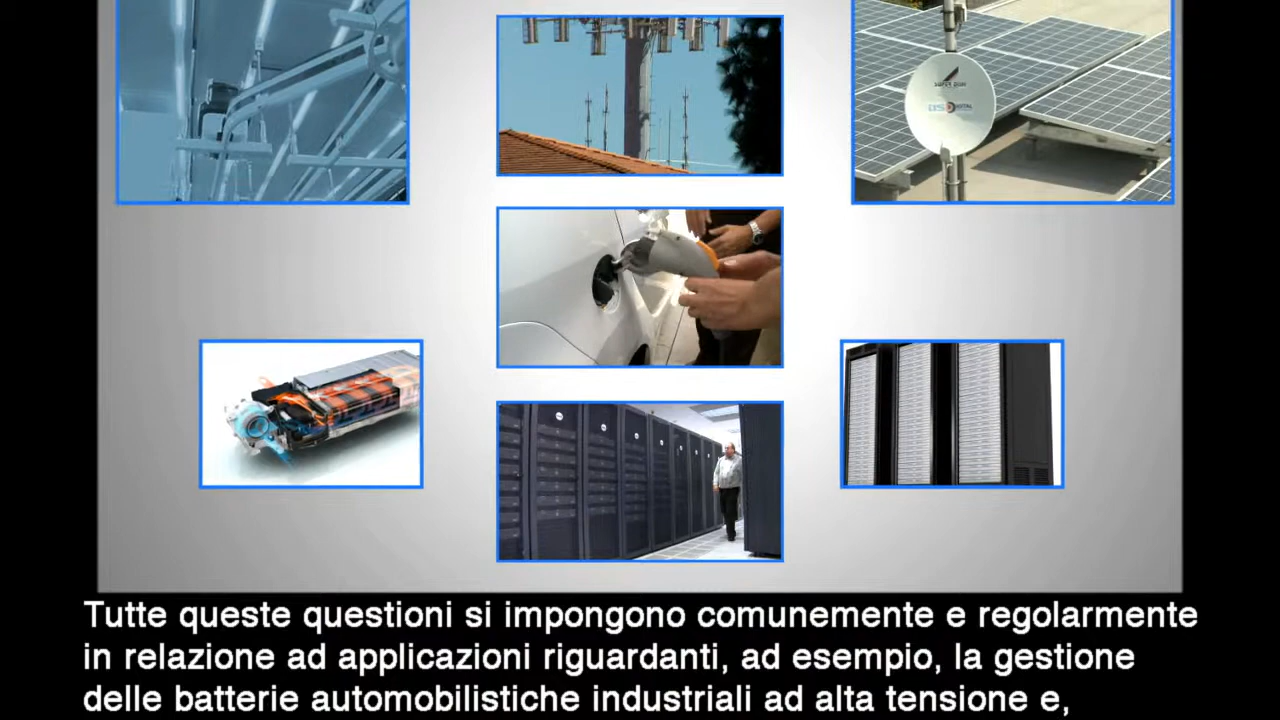 Tutte queste questioni si impongono comunemente e regolarmente
in relazione ad applicazioni riguardanti, ad esempio, la gestione
delle batterie automobilistiche industriali ad alta tensione e,